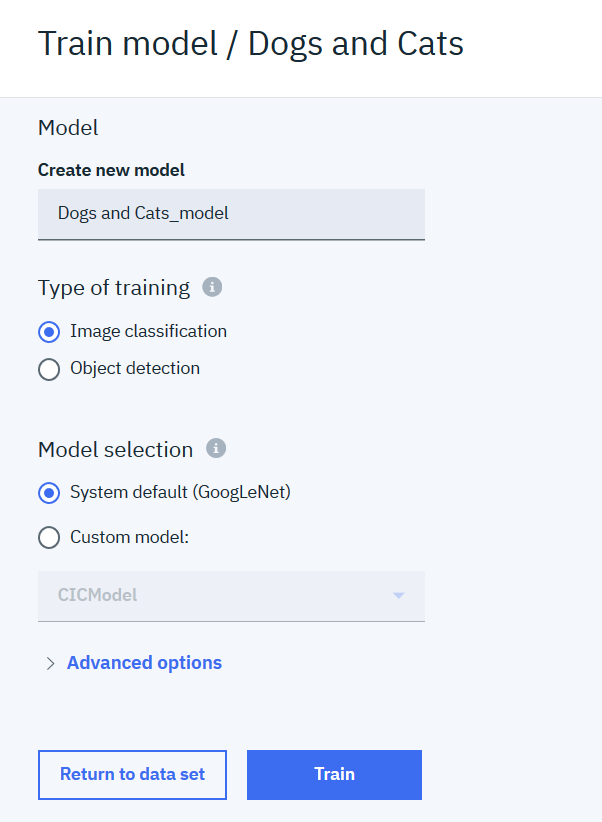 Train model / Dogs and Cats
Model
Create new model
Dogs and Cats_model
Type of training
Image classification
Object detection
Model selection
System default (GoogLeNet)
Custom model:
CICModel
Advanced options
Return to data set
Train